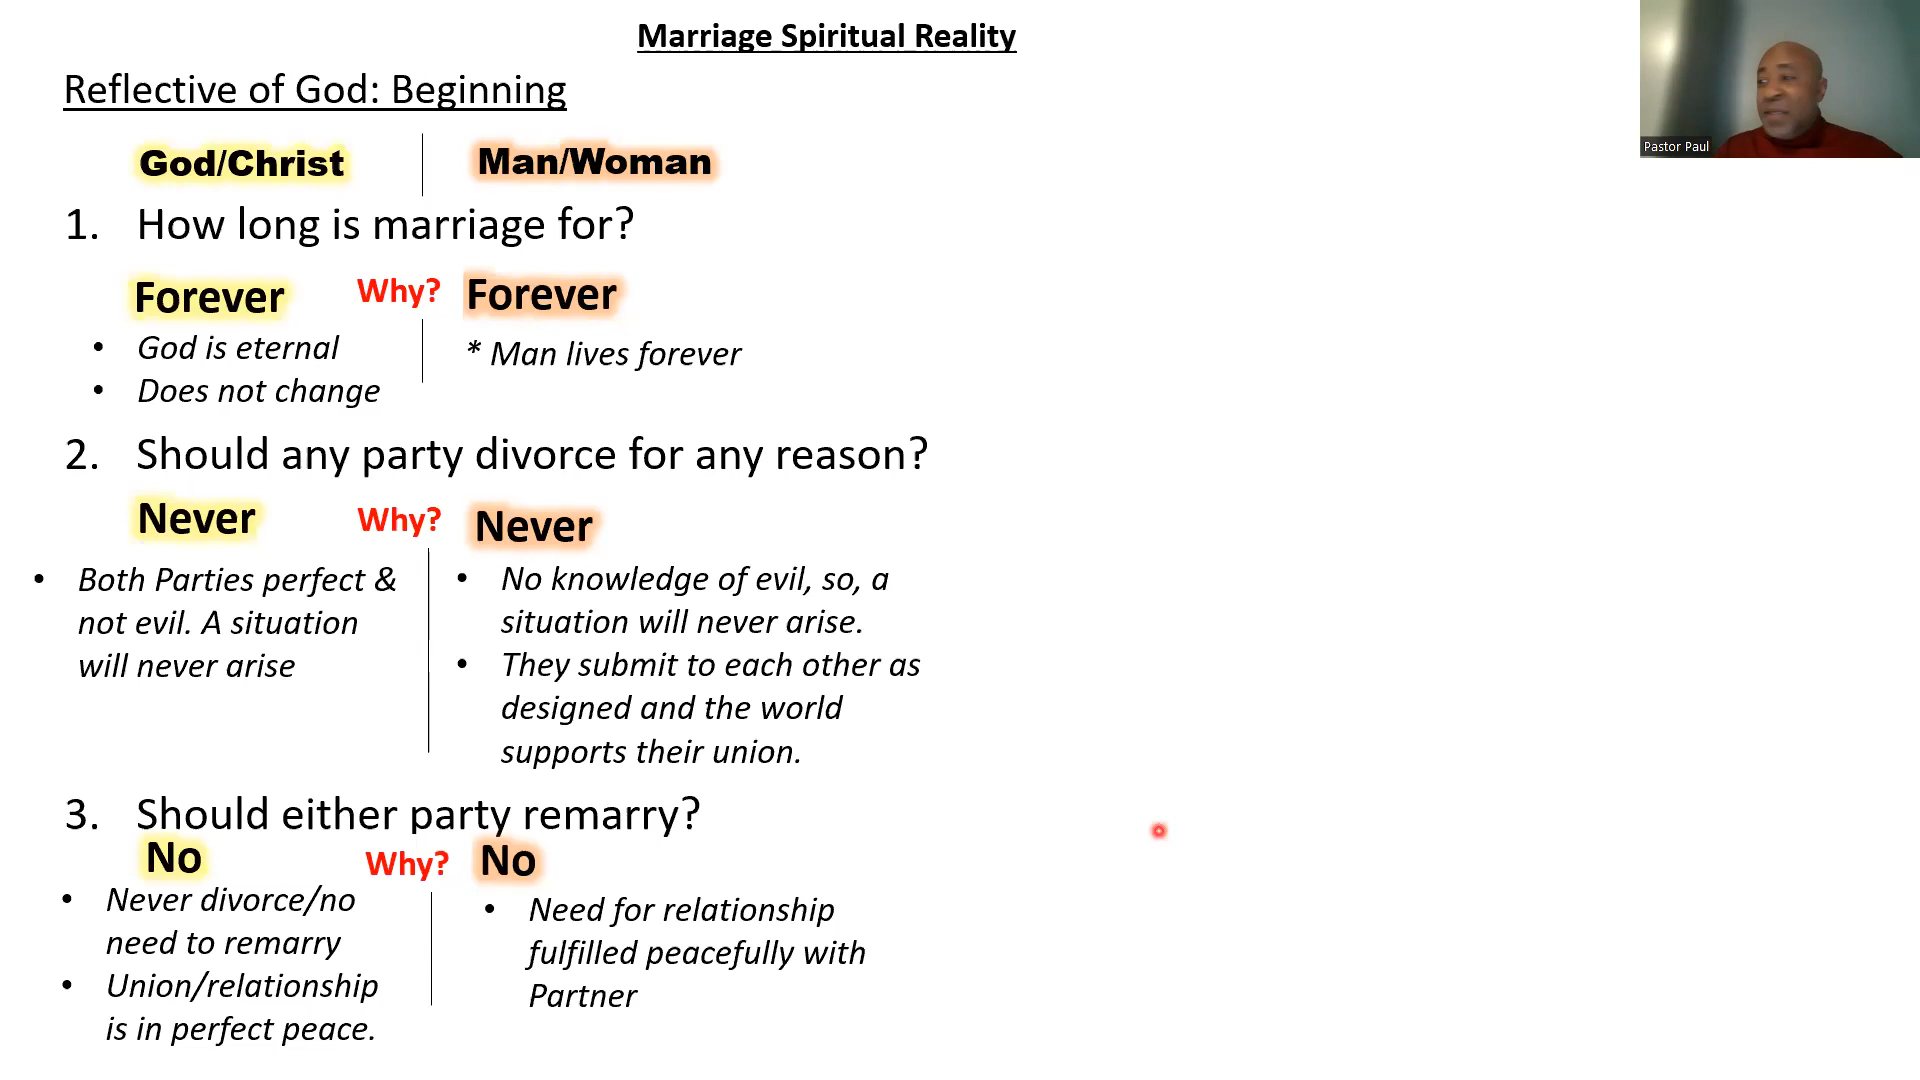 Marriage Spiritual Reality
Pastor Paul
Reflective of God: Beginning
God/Christ
Man/Woman
1. How long is marriage for?
Forever
Why?
Forever
• God is eternal
• Does not change
* Man lives forever
2. Should any party divorce for any reason?
Never
Why?
Never
• Both Parties perfect &
not evil. A situation
will never arise
• No knowledge of evil, so, a
situation will never arise.
• They submit to each other as
designed and the world
supports their union.
3. Should either party remarry?
No
Why?
No
• Never divorce/no
need to remarry
• Union/relationship
is in perfect peace.
• Need for relationship
fulfilled peacefully with
Partner